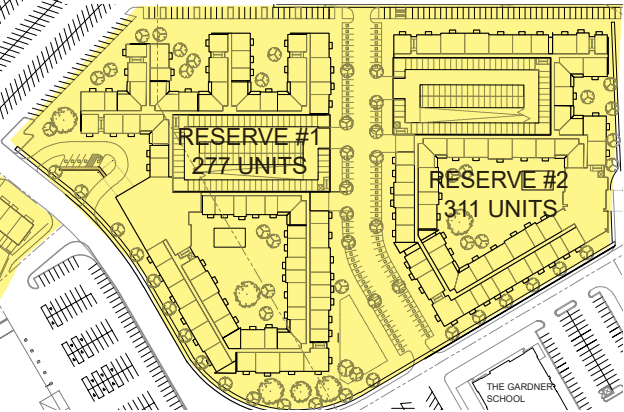 RESERVE #1
277 UNITS
RESERVE #2
311 UNITS
THE GARDNER
SCHOOL